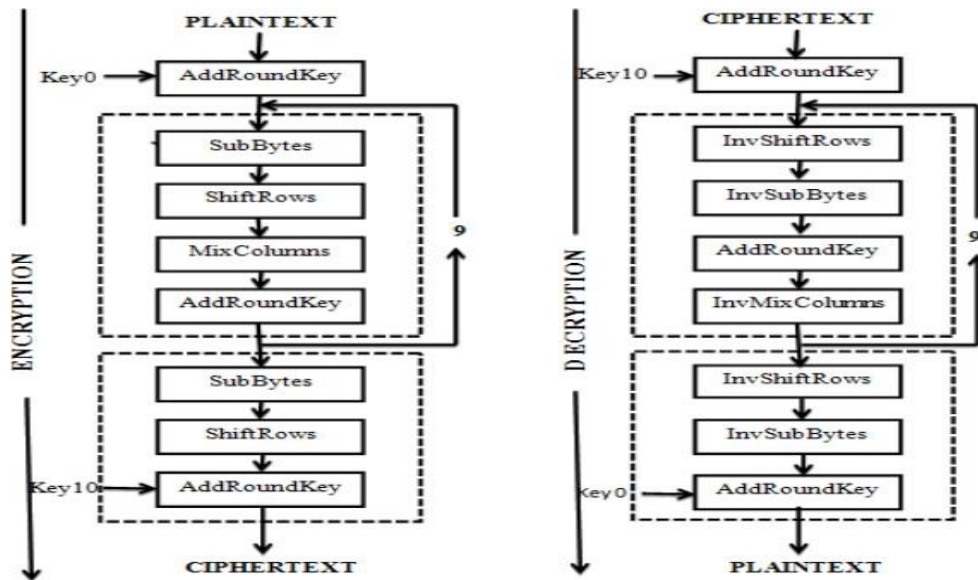 PLAINTEXT
Key0
AddRoundKey
SubBytes
ShiftRows
MixColumns
AddRoundKey
9
SubBytes
ShiftRows
Key10
AddRoundKey
CIPHERTEXT
ENCRYPTION
CIPHERTEXT
Key10
AddRoundKey
InvShiftRows
InvSubBytes
AddRoundKey
InvMixColumns
9
InvShiftRows
InvSubBytes
Key0
AddRoundKey
PLAINTEXT
DECRYPTION